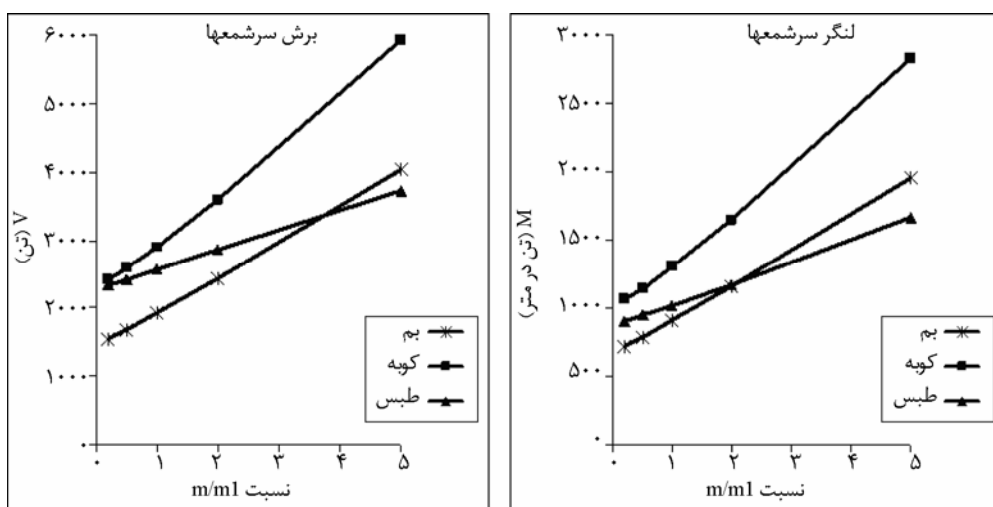 برش سرشمعها
۶۰۰۰
۵۰۰۰
۴۰۰۰
۳۰۰۰
۲۰۰۰
۱۰۰۰
۰
V (تن)
بم
کوبه
طبس
۰ ۱ ۲ ۳ ۴ ۵
نسبت m/m1
لنگر سرشمعها
۳۰۰۰
۲۵۰۰
۲۰۰۰
۱۵۰۰
۱۰۰۰
۵۰۰
۰
M (تن در متر)
بم
کوبه
طبس
۰ ۱ ۲ ۳ ۴ ۵
نسبت m/m1